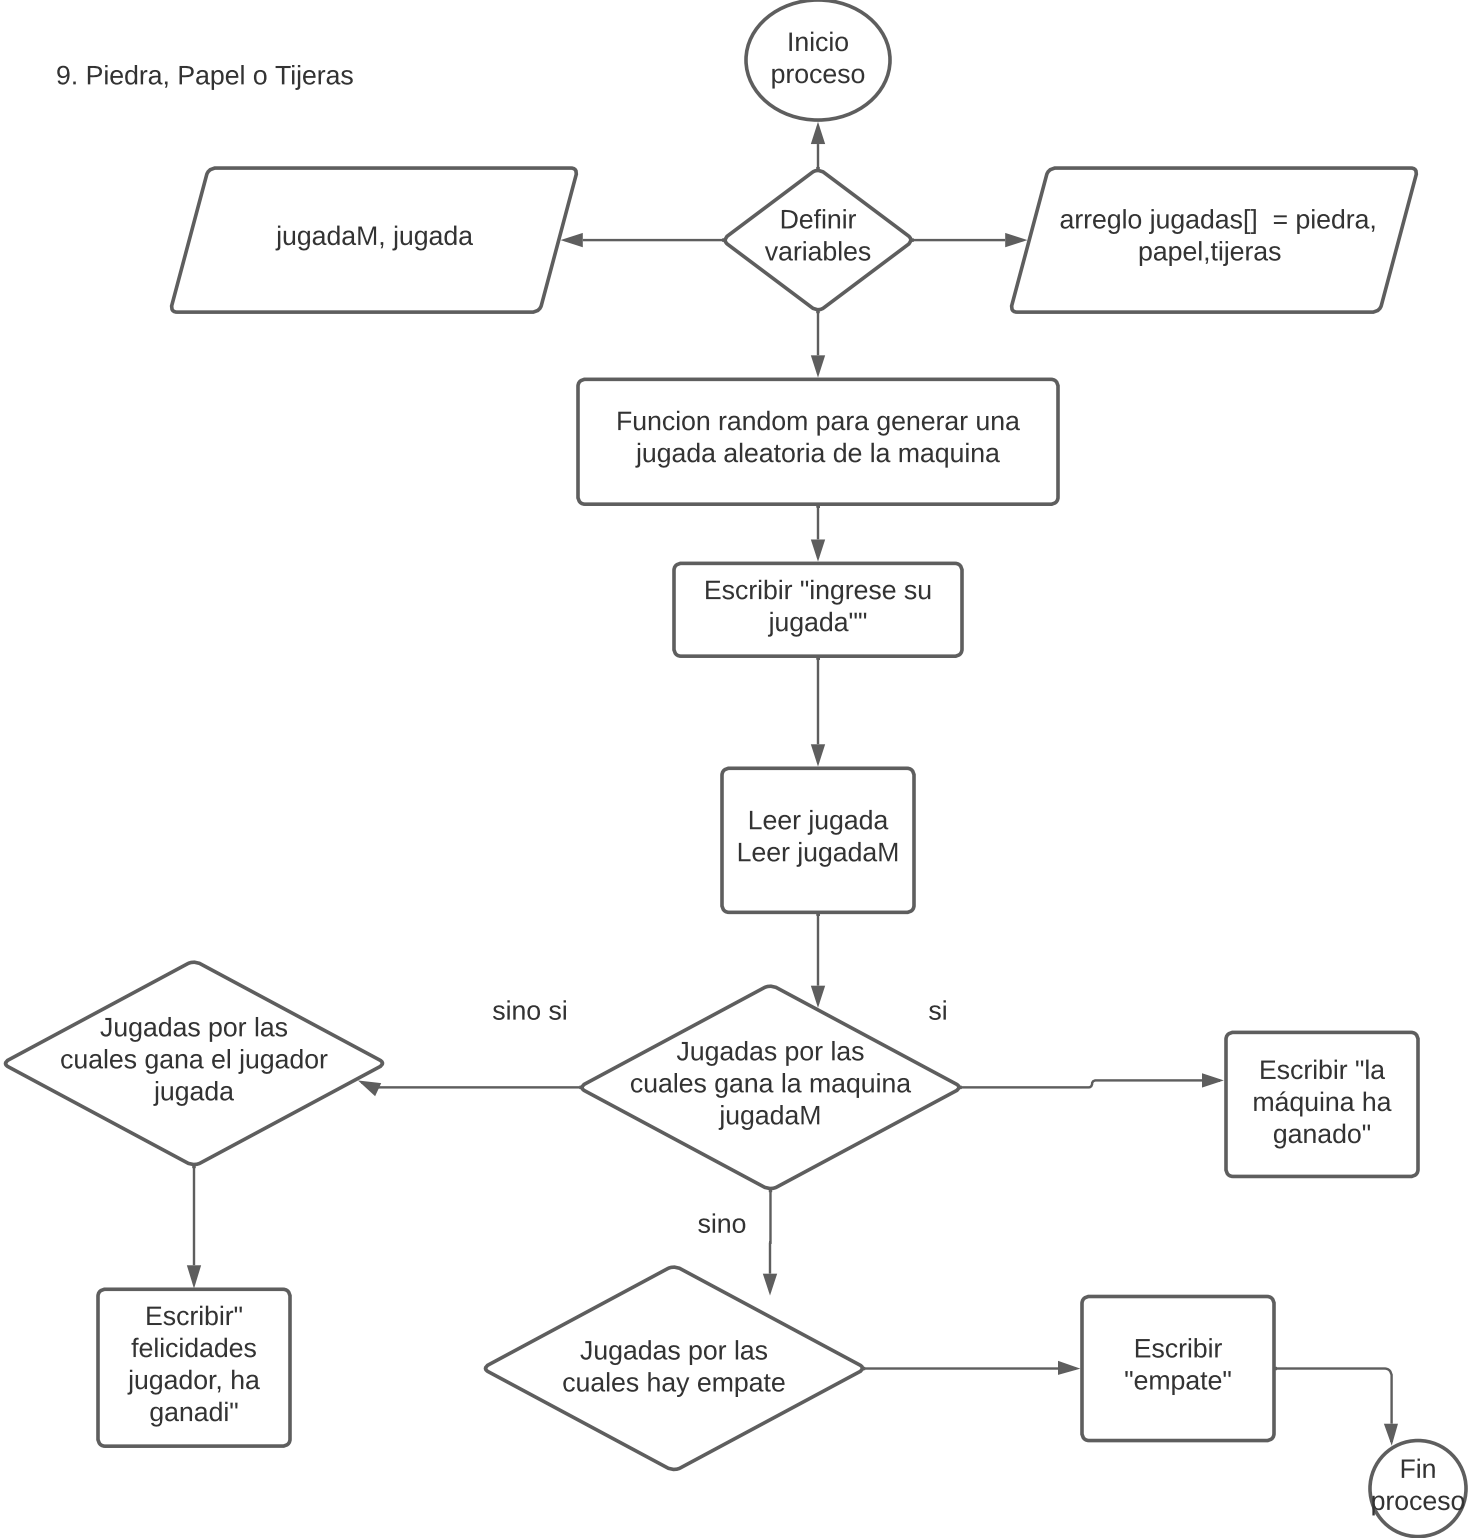 Inicio
proceso
9. Piedra, Papel o Tijeras
jugadaM, jugada
Definir
variables
arreglo jugadas[]  = piedra,
papel,tijeras
Funcion random para generar una
jugada aleatoria de la maquina
Escribir "ingrese su
jugada""
Leer jugada
Leer jugadaM
sino si
si
Jugadas por las
cuales gana el jugador
jugada
Jugadas por las
cuales gana la maquina
jugadaM
Escribir "la
máquina ha
ganado"
sino
Escribir"
felicidades
jugador, ha
ganadi"
Jugadas por las
cuales hay empate
Escribir
"empate"
Fin
proceso